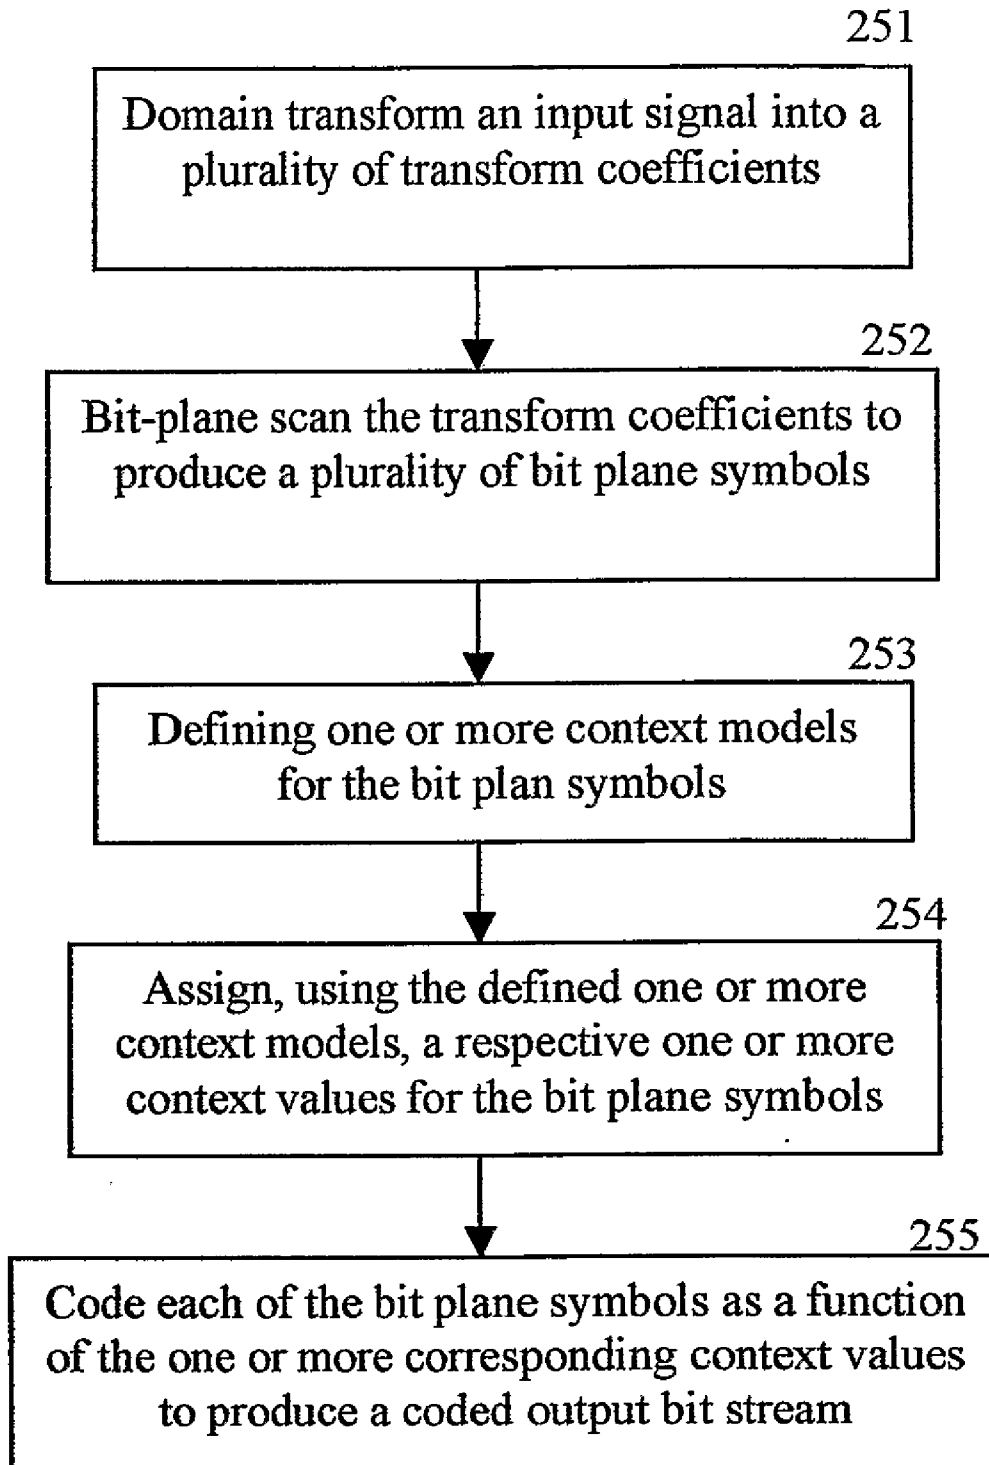 251
Domain transform an input signal into a
plurality of transform coefficients
252
Bit-plane scan the transform coefficients to
produce a plurality of bit plane symbols
253
Defining one or more context models
for the bit plan symbols
254
Assign, using the defined one or more
context models, a respective one or more
context values for the bit plane symbols
255
Code each of the bit plane symbols as a function
of the one or more corresponding context values
to produce a coded output bit stream